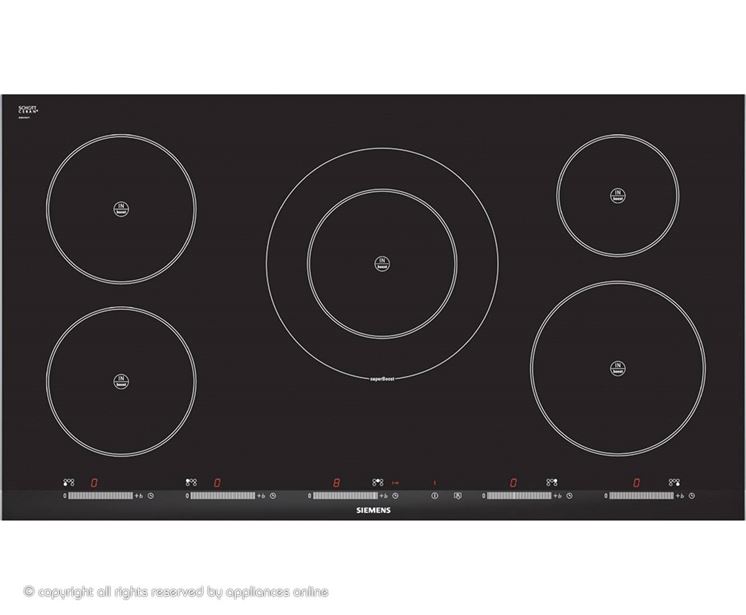 SCHOTT
CERAN®
IN
boost
IN
boost
IN
boost
IN
boost
IN
boost
superBoost
0
0
8
0
0
0 +b
0 +b
0 +b
0 +b
0 +b
SIEMENS
© copyright all rights reserved by appliances online